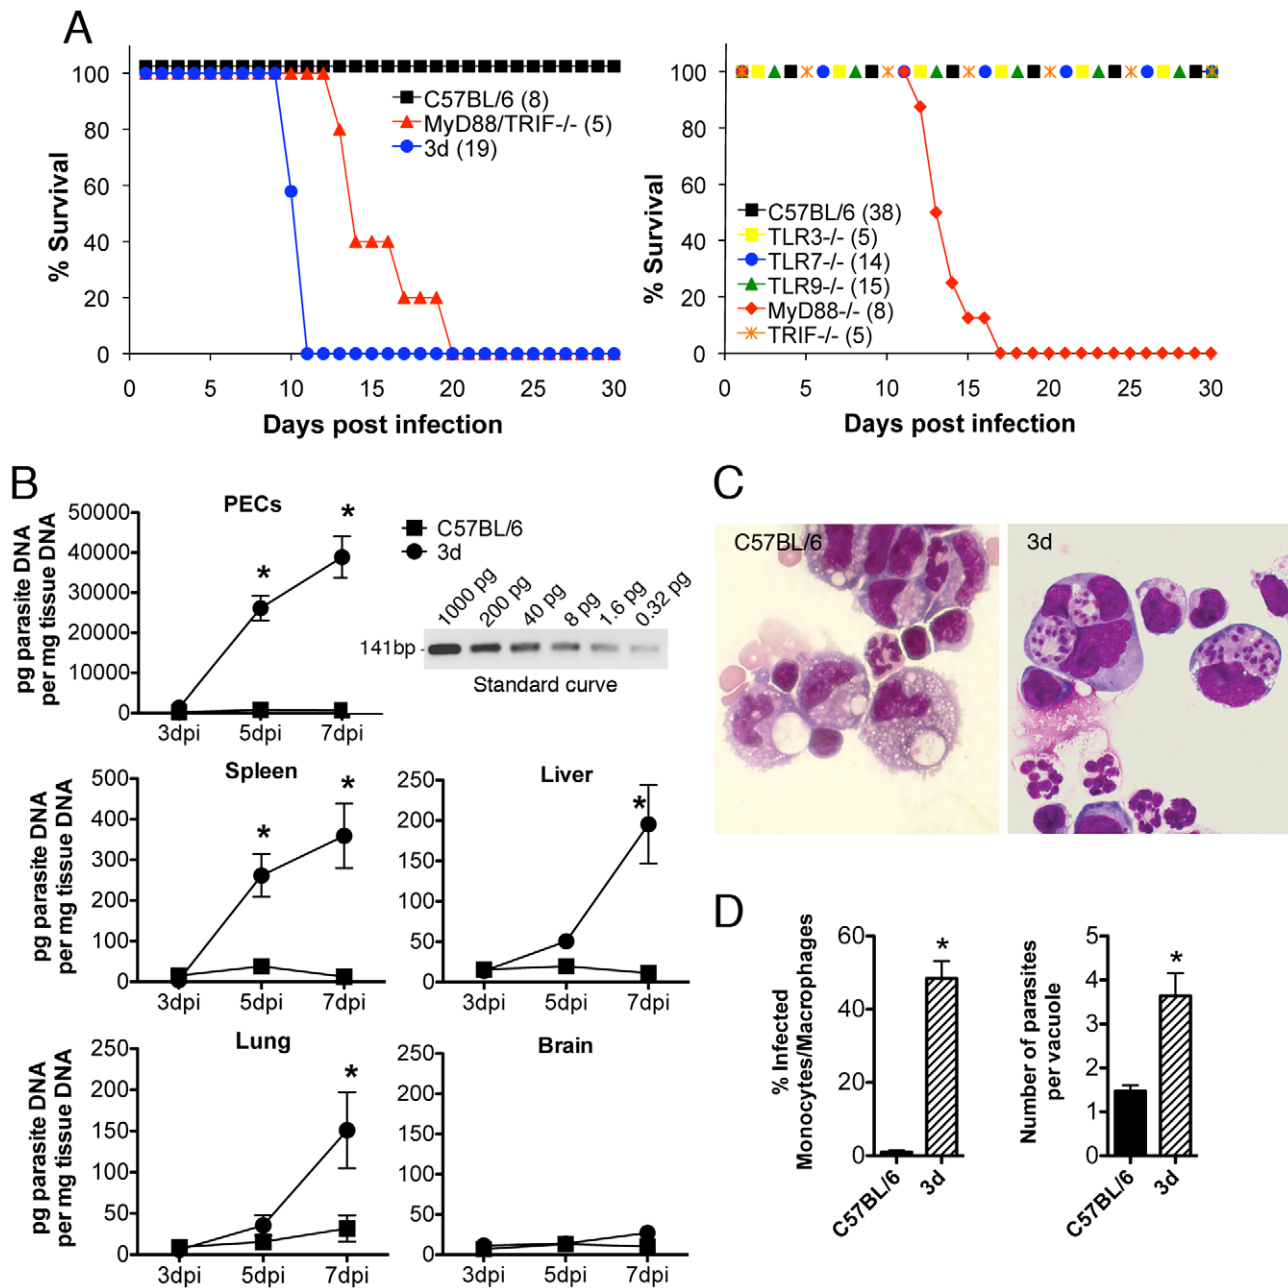 A
% Survival
100
80
60
40
20
0
C57BL/6 (8)
MyD88/TRIF-/- (5)
3d (19)
0 5 10 15 20 25 30
Days post infection
% Survival
100
80
60
40
20
0
C57BL/6 (38)
TLR3-/- (5)
TLR7-/- (14)
TLR9-/- (15)
MyD88-/- (8)
TRIF-/- (5)
0 5 10 15 20 25 30
Days post infection
B
PECs
pg parasite DNA
per mg tissue DNA
50000
40000
30000
20000
10000
0
* *
3dpi 5dpi 7dpi
C57BL/6
3d
1000 pg 200 pg 40 pg 8 pg 1.6 pg 0.32 pg
141bp -
Standard curve
Spleen
pg parasite DNA
per mg tissue DNA
500
400
300
200
100
0
* *
3dpi 5dpi 7dpi
Liver
250
200
150
100
50
0
*
3dpi 5dpi 7dpi
Lung
pg parasite DNA
per mg tissue DNA
250
200
150
100
50
0
*
3dpi 5dpi 7dpi
Brain
250
200
150
100
50
0
3dpi 5dpi 7dpi
C
C57BL/6
3d
D
% Infected
Monocytes/Macrophages
60
40
20
0
*
C57BL/6 3d
Number of parasites
per vacuole
5
4
3
2
1
0
*
C57BL/6 3d